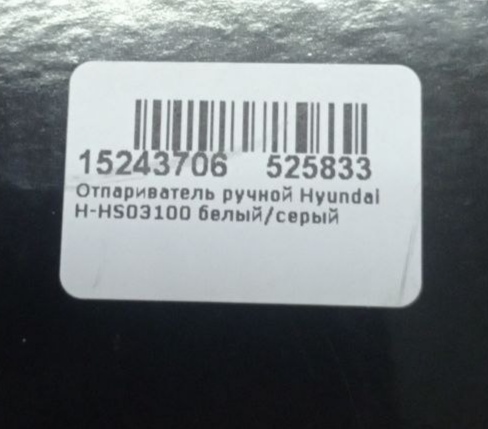 15243706 525833
Отпариватель ручной Hyundai
H-HS03100 белый/серый